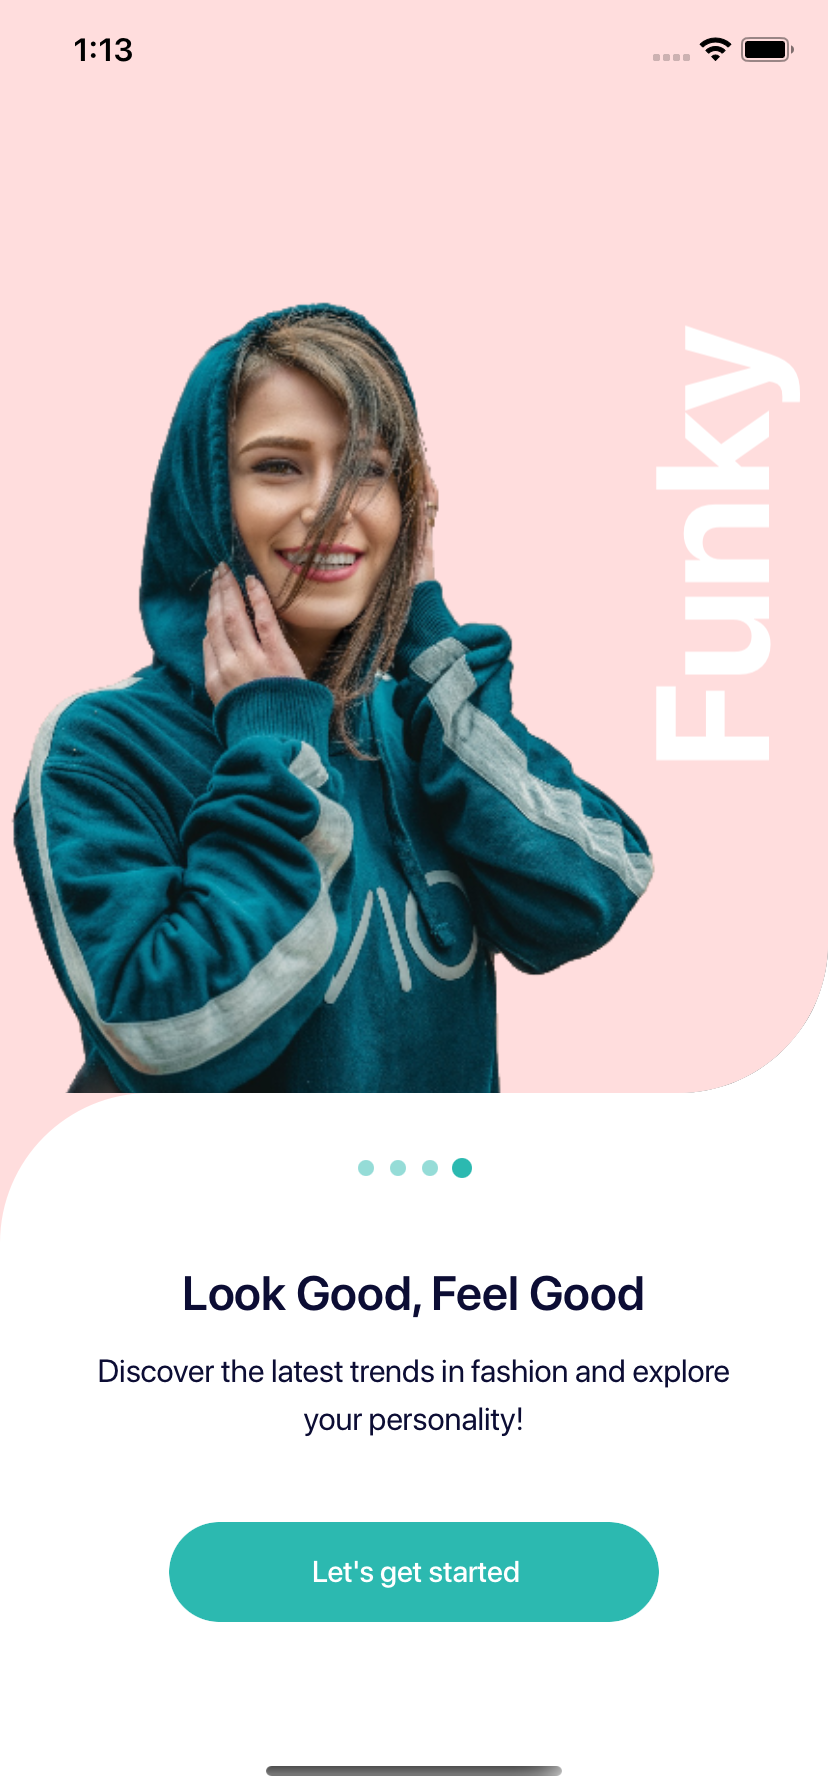 1:13
Funky
Look Good, Feel Good
Discover the latest trends in fashion and explore
your personality!
Let's get started